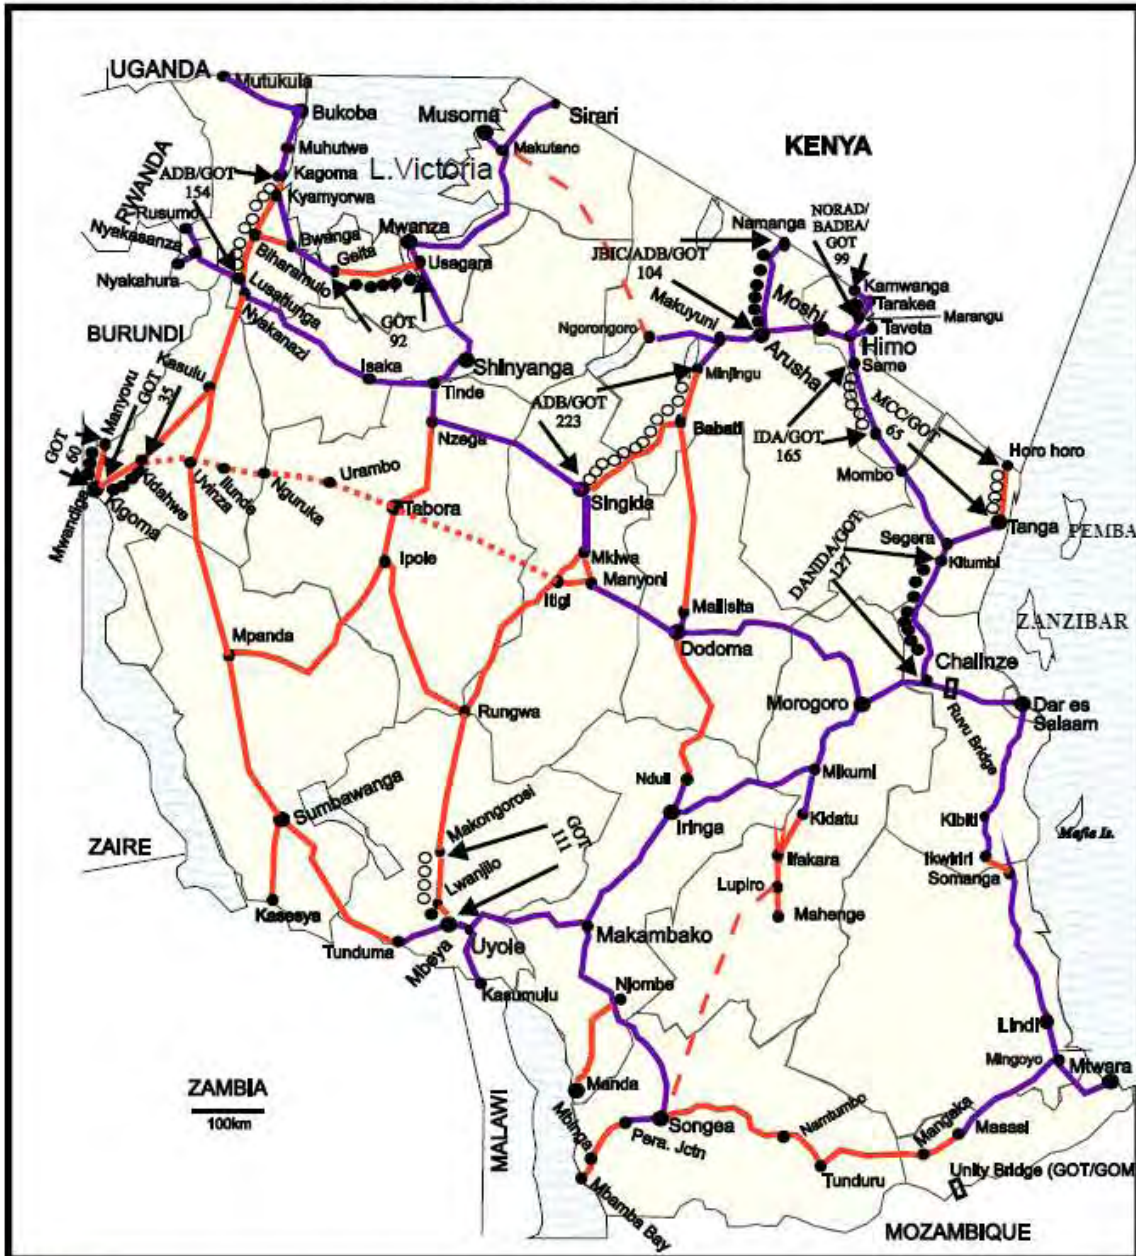 UGANDA
Mutukula
Bukoba
Musoma
Sirari
Makutano
KENYA
Muhutwe
ADB/GOT
154
Kagoma
L.Victoria
RWANDA
Kyamyorwa
Rusumo
Nyakasanza
Nyakahura
Bwanga
Mwanza
Geita
Usagara
Biharamulo
Lusahunga
Nyakanazi
GOT
92
Namanga
NORAD/
BADEA/
GOT
99
JBIC/ADB/GOT
104
Kamwanga
Tarakea
Marangu
Taveta
Moshi
Makuyuni
Ngorongoro
Himo
Arusha
Same
BURUNDI
Kasulu
Isaka
Shinyanga
Tinde
Minjingu
ADB/GOT
223
MCC/GOT
65
IDA/GOT
165
Manyovu
GOT
35
GOT
60
Nzega
Babati
Horo horo
Mombo
Urambo
Nguruka
Ilunde
Uvinza
Kidahwe
Kigoma
Mwandiga
Singida
Tabora
Tanga
PEMBA
Segera
Kitumbi
DANIDA/GOT
127
Ipole
Mkiwa
Itigi
Manyoni
Mailisita
Dodoma
ZANZIBAR
Mpanda
Chalinze
Rungwa
Morogoro
Ruvu Bridge
Dar es
Salaam
Nduli
Mikumi
Sumbawanga
Makongorosi
GOT
111
Iringa
Kidatu
Kibiti
Mafia Is.
ZAIRE
Lwanjilo
Ifakara
Ikwiriri
Somanga
Lupiro
Kasesya
Mahenge
Tunduma
Mbeya
Uyole
Makambako
Kasumulu
Njombe
Lindi
Mingoyo
Mtwara
ZAMBIA
100km
Manda
MALAWI
Mbinga
Songea
Namtumbo
Mangaka
Masasi
Pera. Jctn
Tunduru
Unity Bridge (GOT/GOM
Mbamba Bay
MOZAMBIQUE